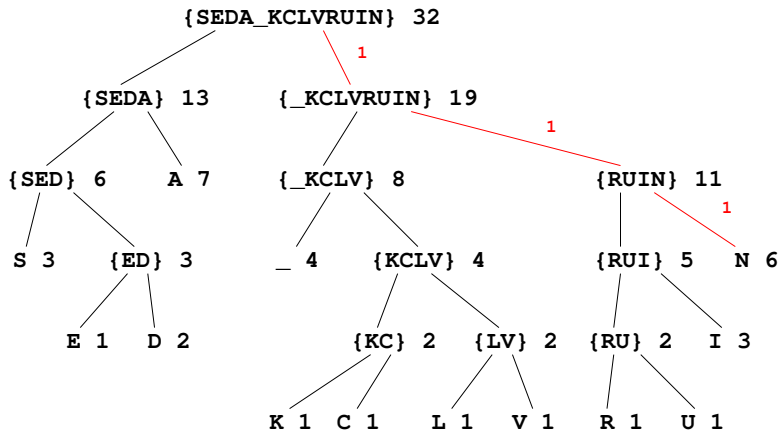 {SEDA_KCLVRUIN} 32
1
{SEDA} 13 {_KCLVRUIN} 19
1
{SED} 6 A 7 {_KCLV} 8 {RUIN} 11
1
S 3 {ED} 3 _ 4 {KCLV} 4 {RUI} 5 N 6
E 1 D 2 {KC} 2 {LV} 2 {RU} 2 I 3
K 1 C 1 L 1 V 1 R 1 U 1